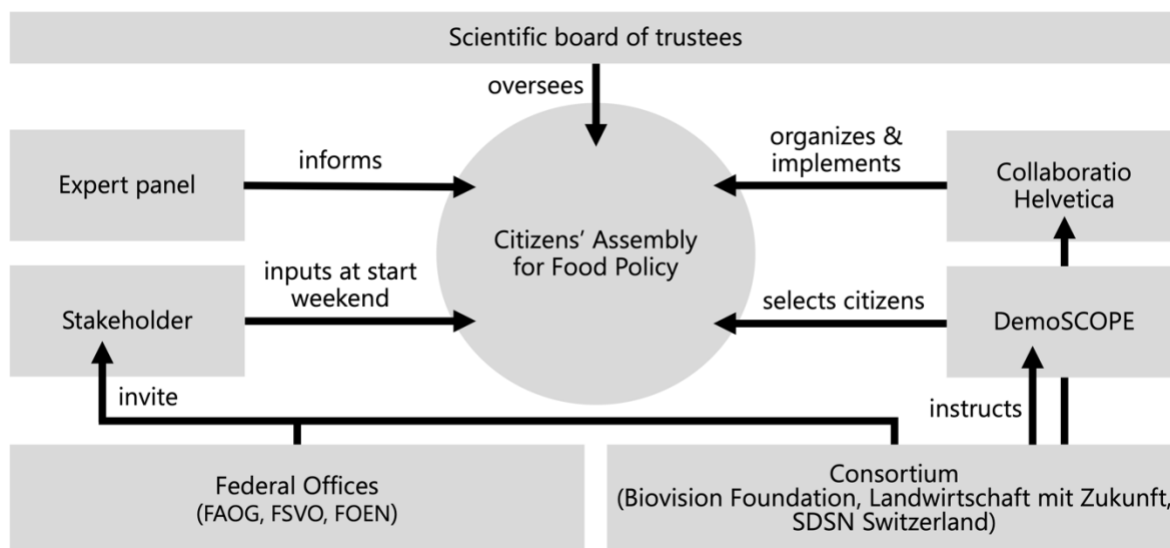 Scientific board of trustees
oversees
Expert panel
informs
organizes &
implements
Collaboratio
Helvetica
Citizens’ Assembly
for Food Policy
Stakeholder
inputs at start
weekend
selects citizens
DemoSCOPE
invite
instructs
Federal Offices
(FAOG, FSVO, FOEN)
Consortium
(Biovision Foundation, Landwirtschaft mit Zukunft,
SDSN Switzerland)